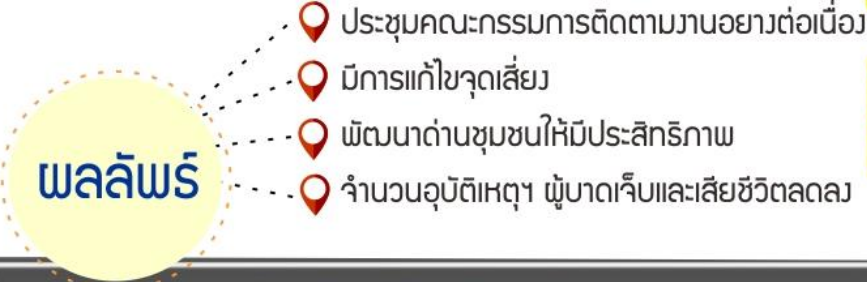 ประชุมคณะกรรมการติดตามงานอยางต่อเนื่อง
มีการแก้ไขจุดเสี่ยง
พัฒนาด่านชุมชนให้มีประสิทธิภาพ
ผลลัพธ์
จำนวนอุบัติเหตุฯ ผู้บาดเจ็บและเสียชีวิตลดลง